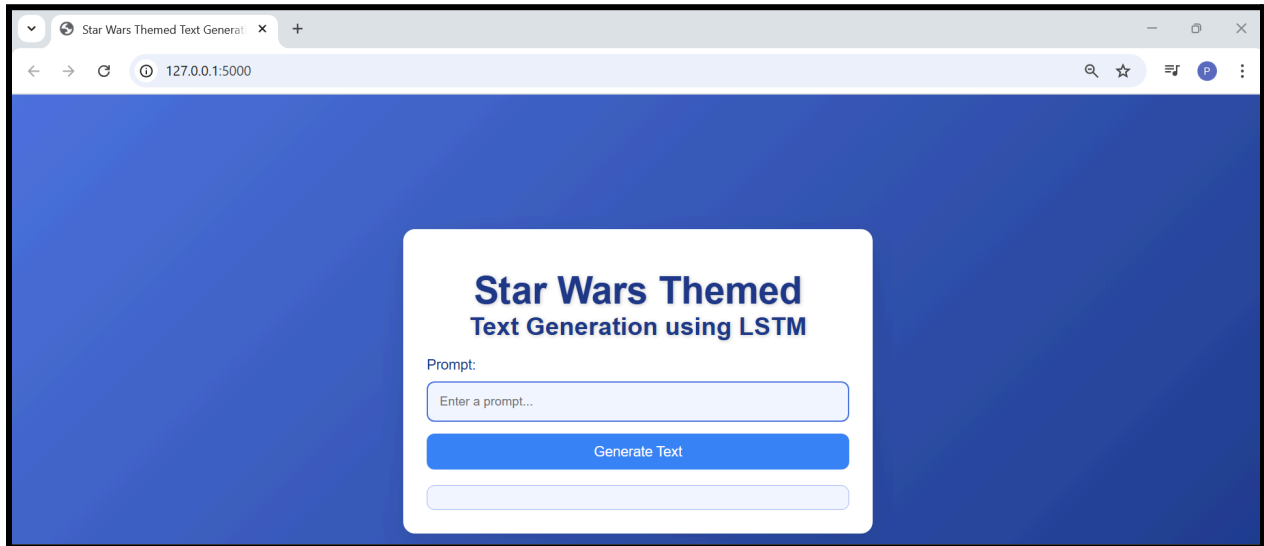 Star Wars Themed Text Generati
127.0.0.1:5000
P
Star Wars Themed
Text Generation using LSTM
Prompt:
Enter a prompt...
Generate Text